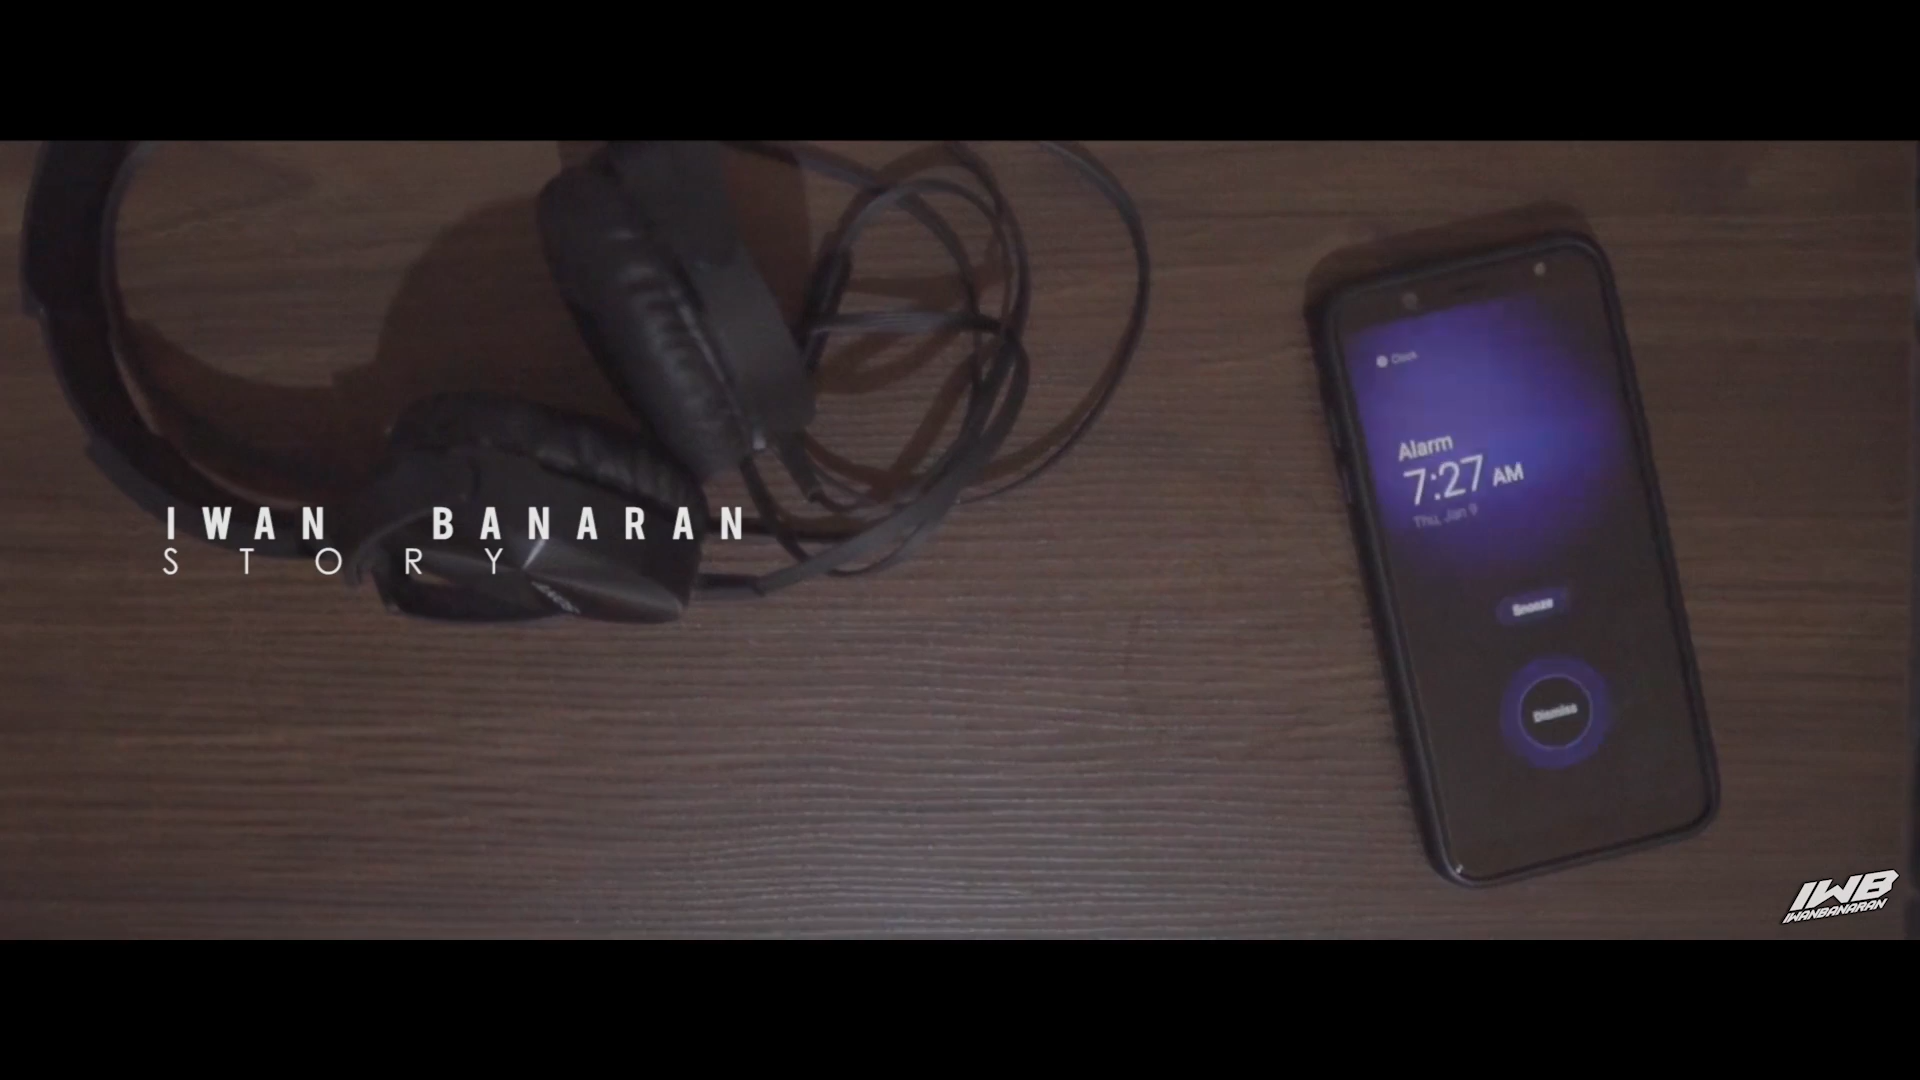 IWAN BANARAN
STORY
Clock
Alarm
7:27 AM
Thu, Jan 9
Snooze
Dismiss
IWB
IWANBANARAN